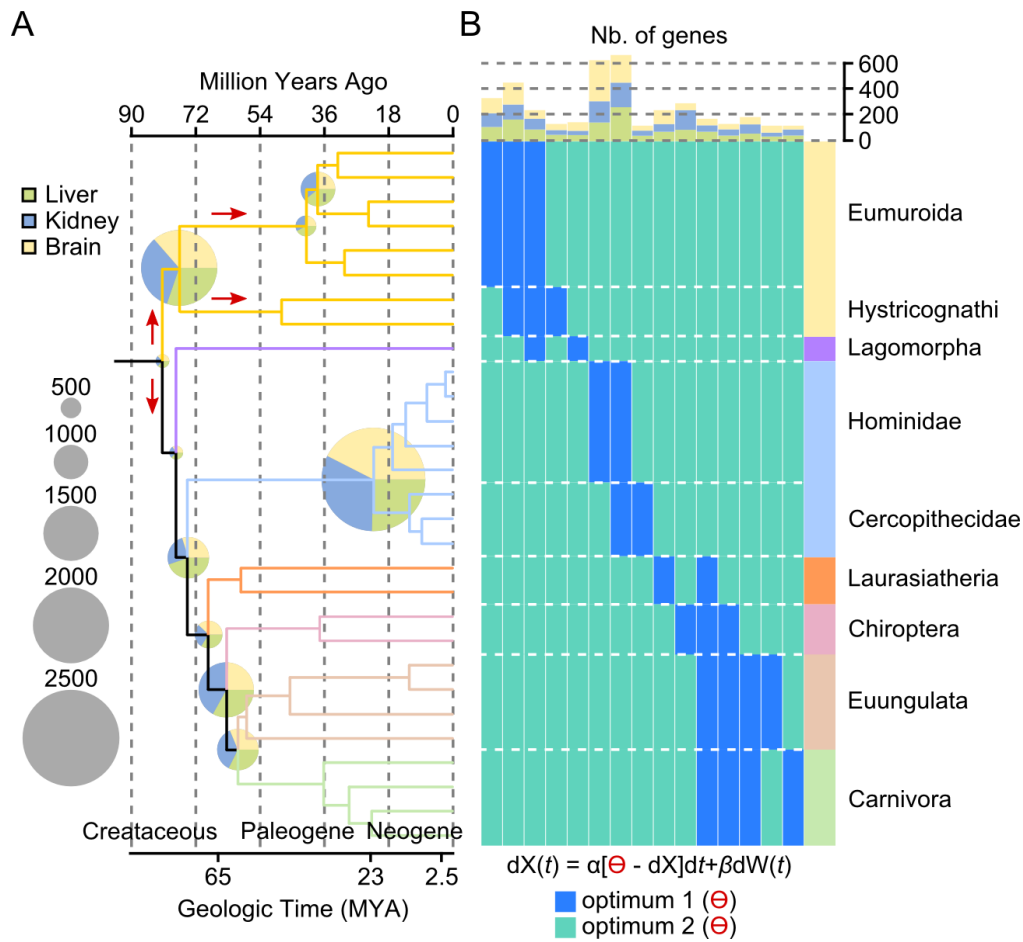 A
Million Years Ago
90 72 54 36 18 0
Liver
Kidney
Brain
500
1000
1500
2000
2500
Creataceous Paleogene Neogene
65 23 2.5
Geologic Time (MYA)
B
Nb. of genes
600
400
200
0
Eumuroida
Hystricognathi
Lagomorpha
Hominidae
Cercopithecidae
Laurasiatheria
Chiroptera
Euungulata
Carnivora
dX(t) = α[Ɵ - dX]dt+βdW(t)
optimum 1 (Ɵ)
optimum 2 (Ɵ)